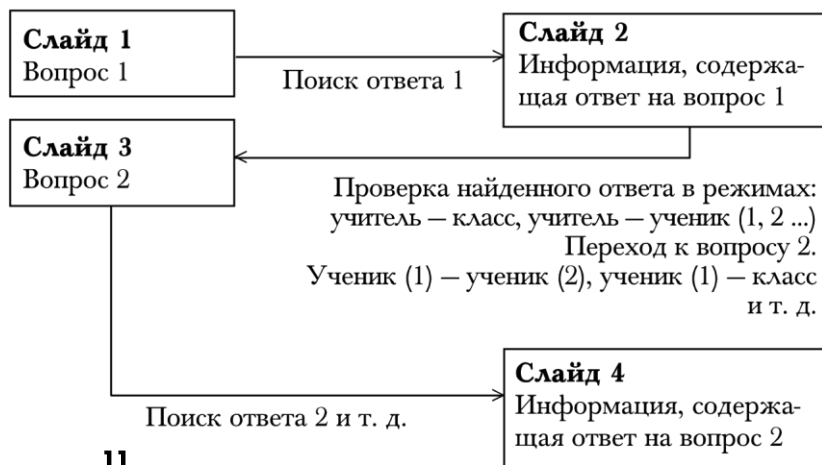 Слайд 1
Вопрос 1
Поиск ответа 1
Слайд 2
Информация, содержа-
щая ответ на вопрос 1
Слайд 3
Вопрос 2
Проверка найденного ответа в режимах:
учитель – класс, учитель – ученик (1, 2 ...)
Переход к вопросу 2.
Ученик (1) – ученик (2), ученик (1) – класс
и т. д.
Поиск ответа 2 и т. д.
Слайд 4
Информация, содержа-
щая ответ на вопрос 2